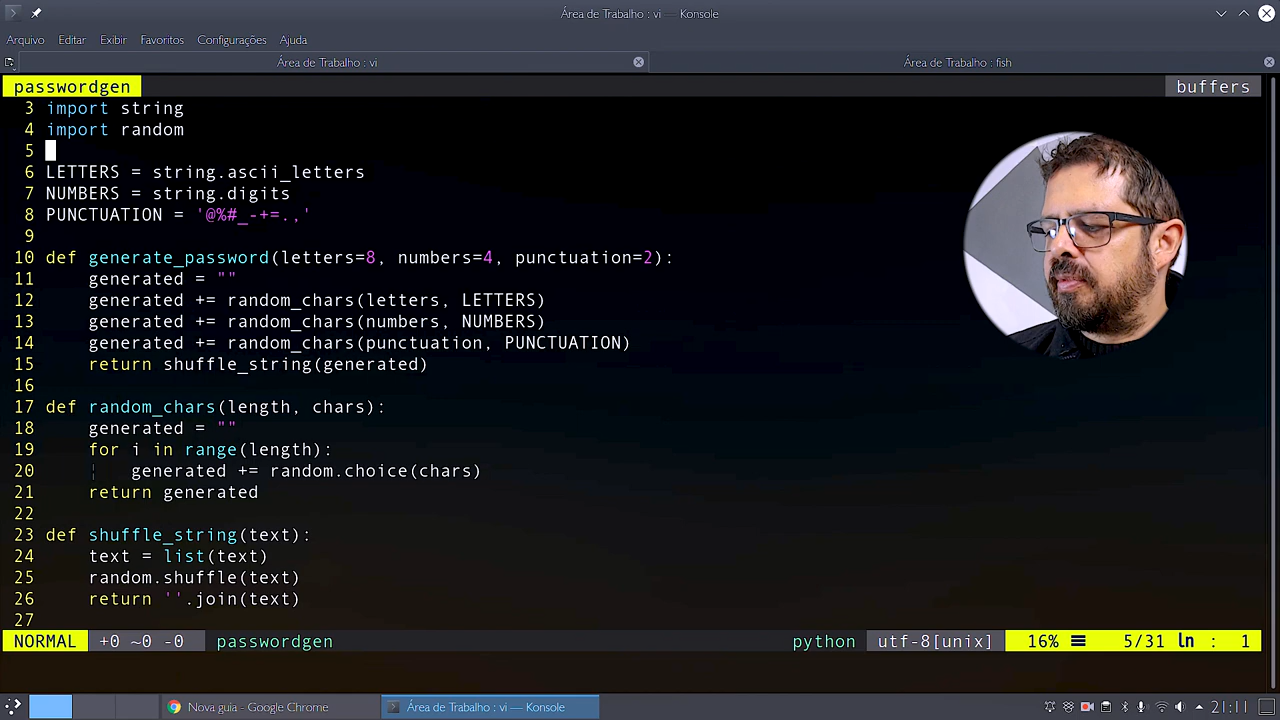 Área de Trabalho : vi — Konsole
Arquivo Editar Exibir Favoritos Configurações Ajuda
Área de Trabalho : vi
Área de Trabalho : fish
passwordgen
buffers
3 import string
4 import random
5
6 LETTERS = string.ascii_letters
7 NUMBERS = string.digits
8 PUNCTUATION = '@%#_-+=.,'
9
10 def generate_password(letters=8, numbers=4, punctuation=2):
11     generated = ""
12     generated += random_chars(letters, LETTERS)
13     generated += random_chars(numbers, NUMBERS)
14     generated += random_chars(punctuation, PUNCTUATION)
15     return shuffle_string(generated)
16
17 def random_chars(length, chars):
18     generated = ""
19     for i in range(length):
20     ¦   generated += random.choice(chars)
21     return generated
22
23 def shuffle_string(text):
24     text = list(text)
25     random.shuffle(text)
26     return ''.join(text)
27
NORMAL +0 ~0 -0 passwordgen python utf-8[unix] 16% ☰ 5/31 ln : 1
Nova guia - Google Chrome
Área de Trabalho : vi — Konsole
21:11